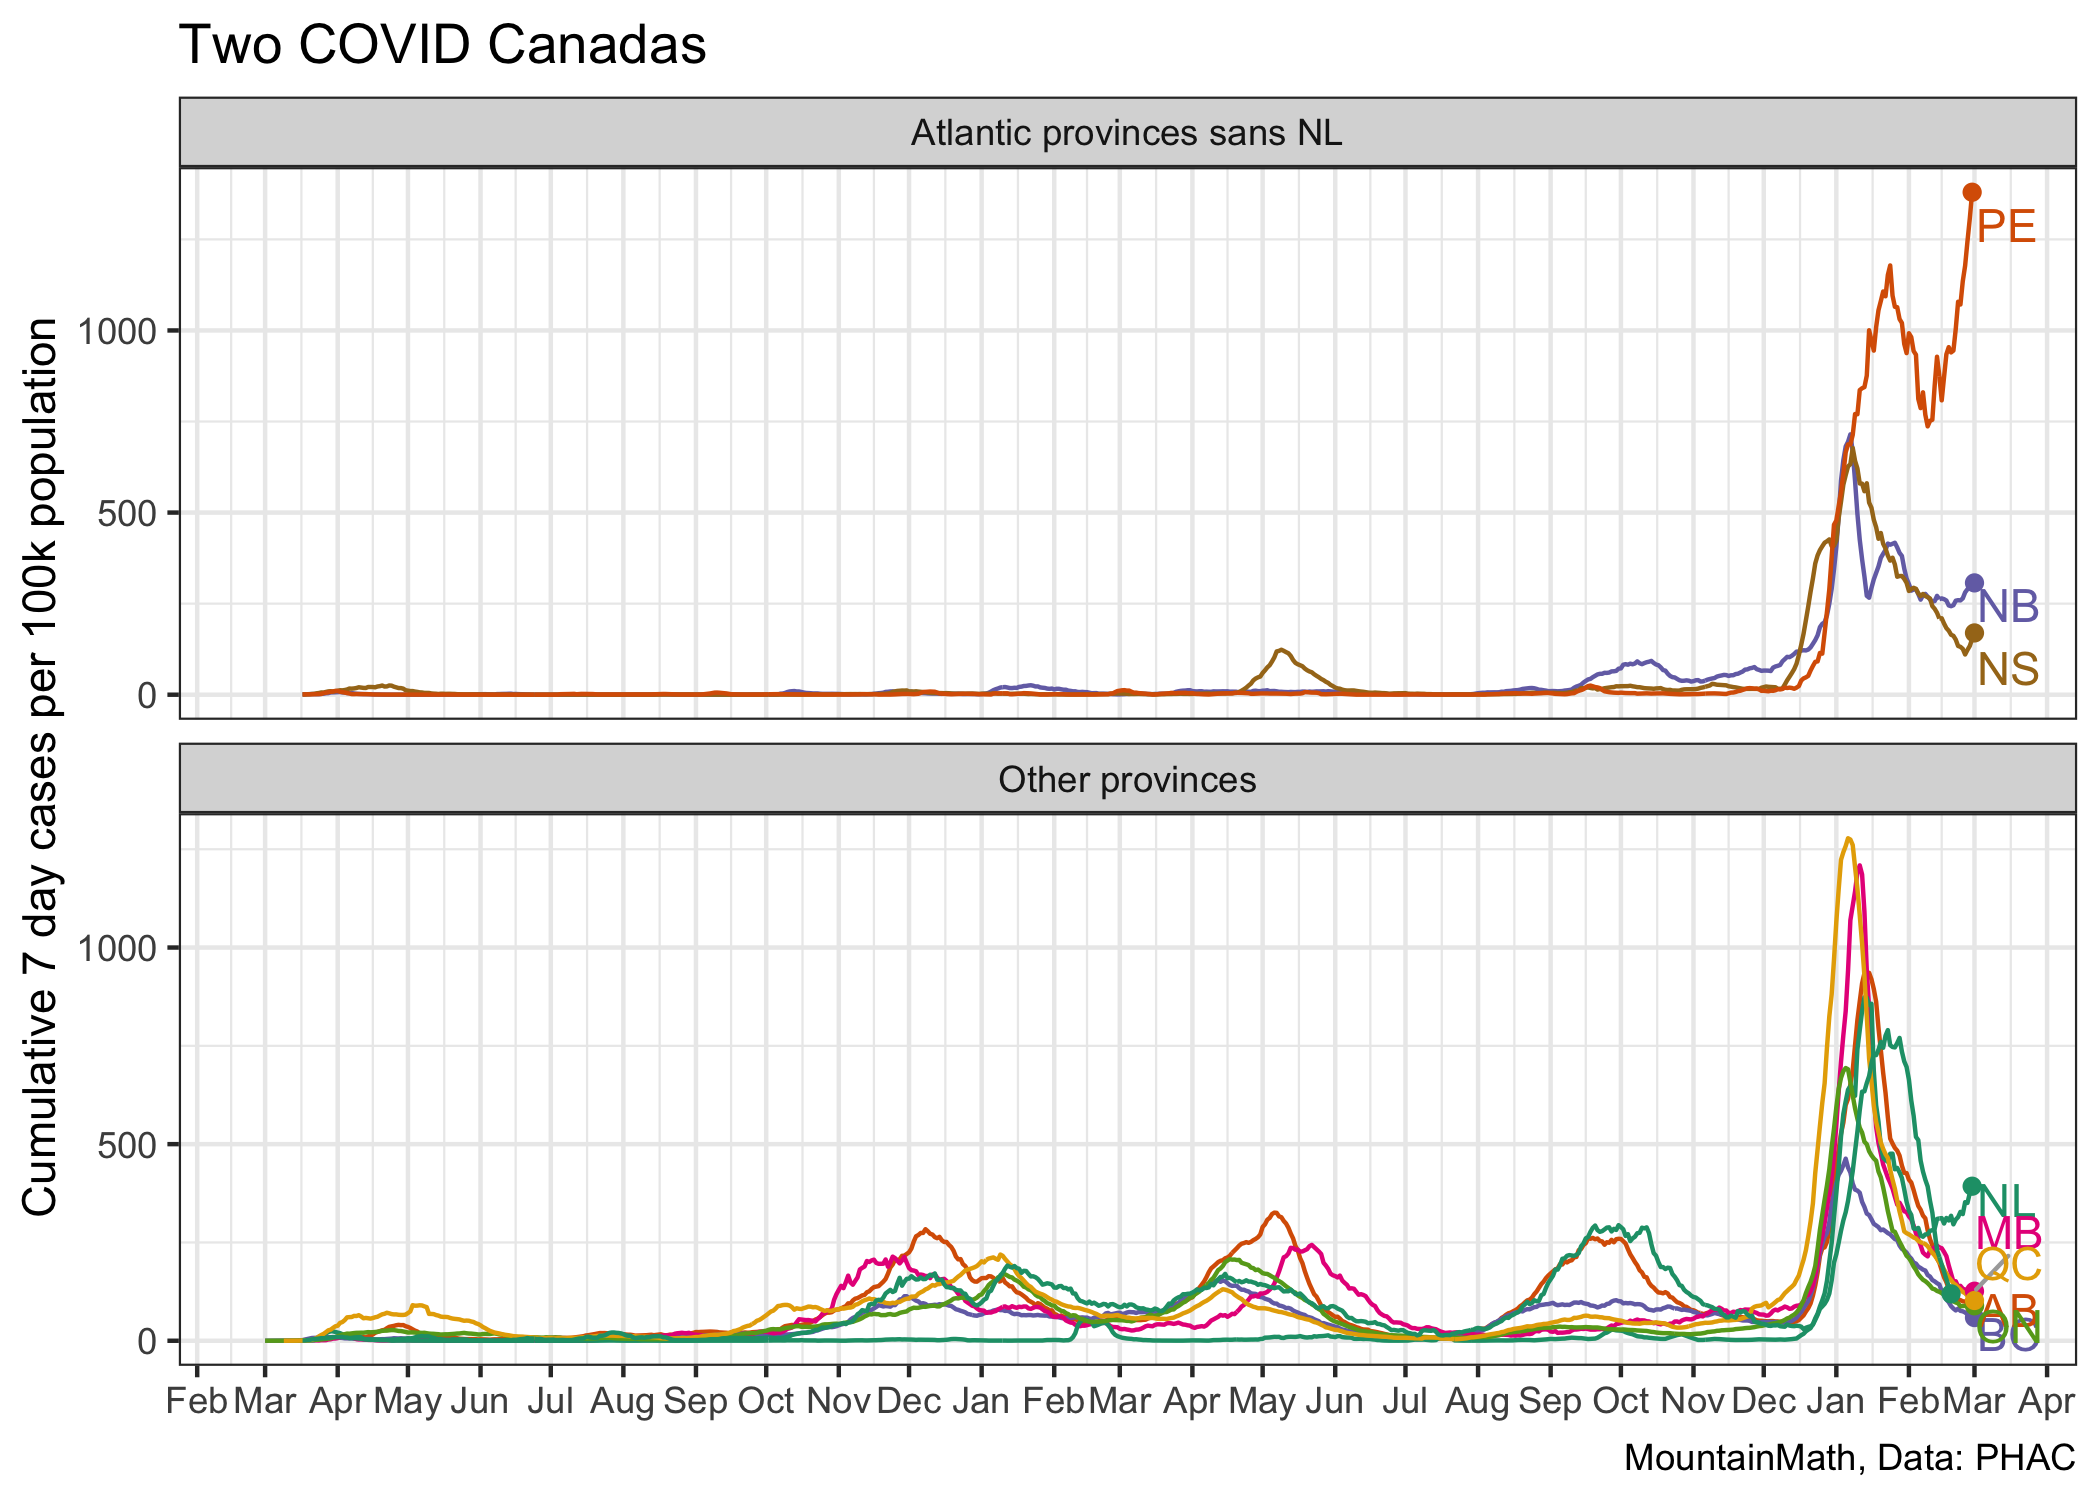 Two COVID Canadas
Atlantic provinces sans NL
Cumulative 7 day cases per 100k population
1000
500
0
PE
NB
NS
Other provinces
1000
500
0
NL
MB
QC
AB
ON
BC
Feb Mar Apr May Jun Jul Aug Sep Oct Nov Dec Jan Feb Mar Apr May Jun Jul Aug Sep Oct Nov Dec Jan Feb Mar Apr
MountainMath, Data: PHAC